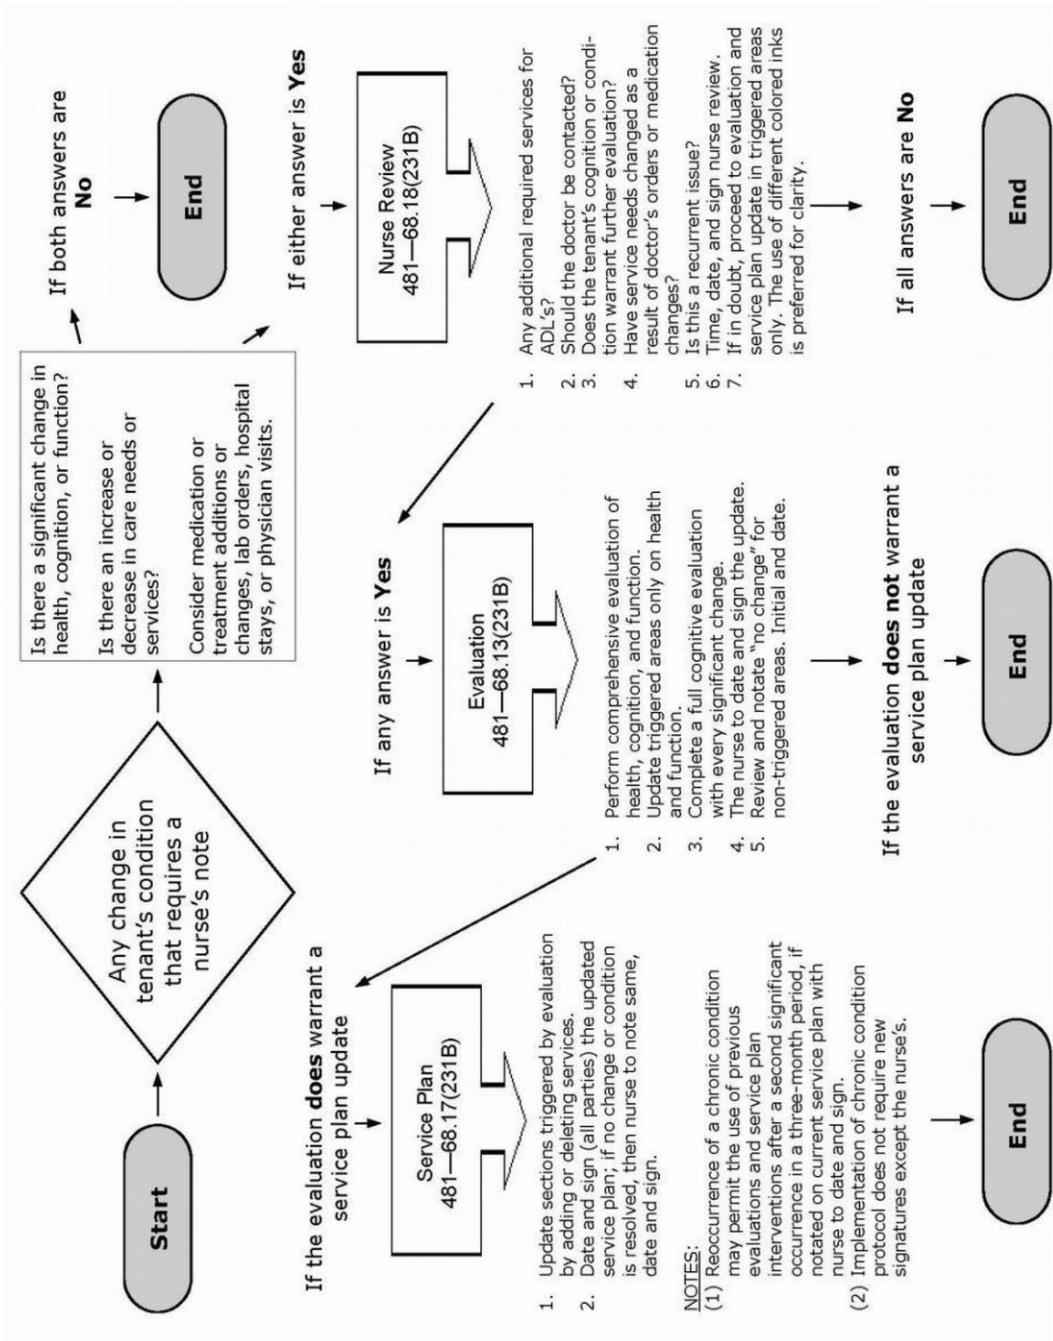 Start
Any change in
tenant's condition
that requires a
nurse's note
Is there a significant change in
health, cognition, or function?
Is there an increase or
decrease in care needs or
services?
Consider medication or
treatment additions or
changes, lab orders, hospital
stays, or physician visits.
If both answers are
No
End
If either answer is Yes
Nurse Review
481—68.18(231B)
1. Any additional required services for
ADL's?
2. Should the doctor be contacted?
3. Does the tenant's cognition or condi-
tion warrant further evaluation?
4. Have service needs changed as a
result of doctor's orders or medication
changes?
5. Is this a recurrent issue?
6. Time, date, and sign nurse review.
7. If in doubt, proceed to evaluation and
service plan update in triggered areas
only. The use of different colored inks
is preferred for clarity.
If all answers are No
End
If any answer is Yes
Evaluation
481—68.13(231B)
1. Perform comprehensive evaluation of
health, cognition, and function.
2. Update triggered areas only on health
and function.
3. Complete a full cognitive evaluation
with every significant change.
4. The nurse to date and sign the update.
5. Review and notate "no change" for
non-triggered areas. Initial and date.
If the evaluation does not warrant a
service plan update
End
If the evaluation does warrant a
service plan update
Service Plan
481—68.17(231B)
1. Update sections triggered by evaluation
by adding or deleting services.
2. Date and sign (all parties) the updated
service plan; if no change or condition
is resolved, then nurse to note same,
date and sign.
NOTES:
(1) Reoccurrence of a chronic condition
may permit the use of previous
evaluations and service plan
interventions after a second significant
occurrence in a three-month period, if
notated on current service plan with
nurse to date and sign.
(2) Implementation of chronic condition
protocol does not require new
signatures except the nurse's.
End